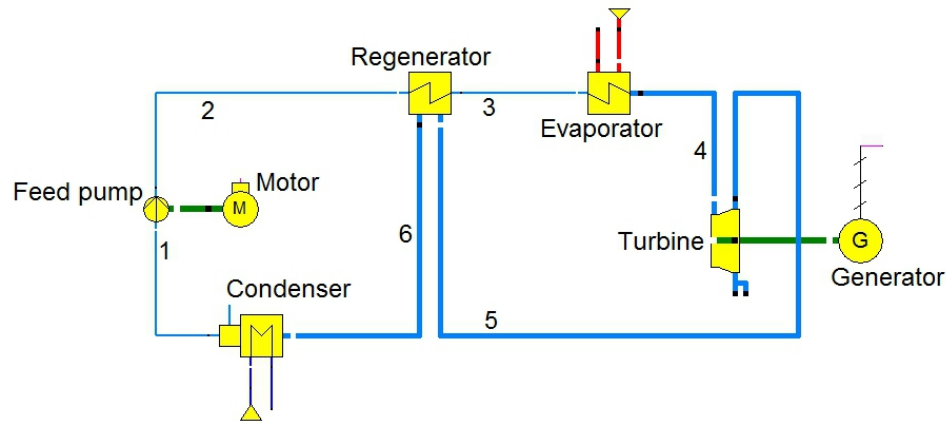 Regenerator
2
3
Evaporator
4
Feed pump
Motor
M
1
6
Turbine
G
Generator
Condenser
5